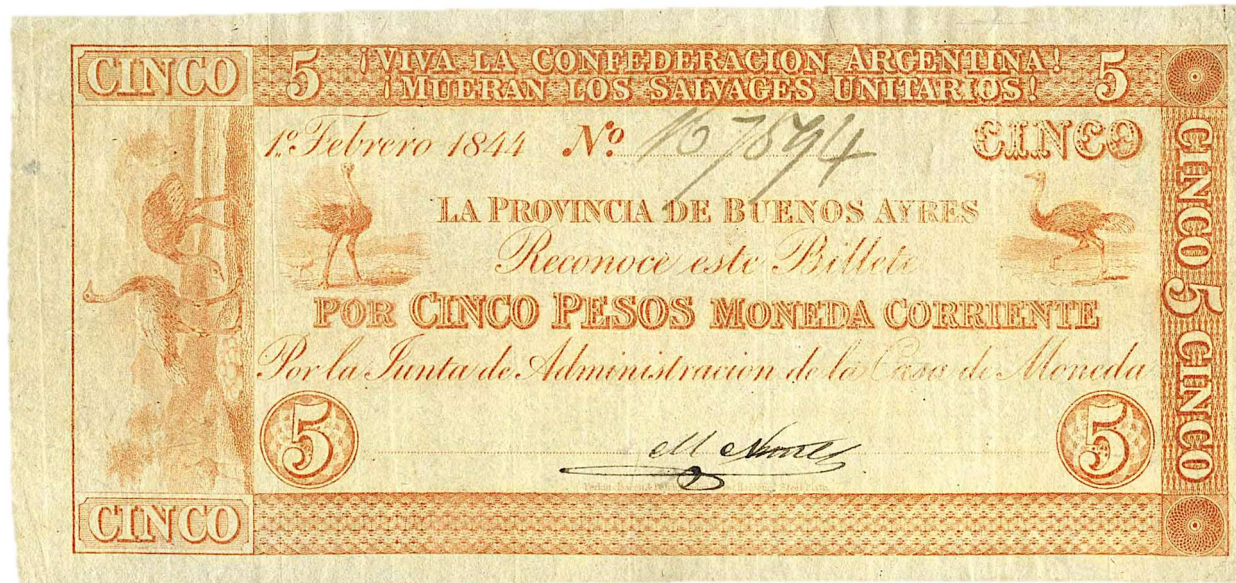 CINCO 5 ¡VIVA LA CONFEDERACION ARGENTINA! 5
¡MUERAN LOS SALVAGES UNITARIOS!
1º Febrero 1844 Nº 167594 CINCO
LA PROVINCIA DE BUENOS AYRES
Reconoce este Billete
POR CINCO PESOS MONEDA CORRIENTE
Por la Junta de Administracion de la Casa de Moneda
5 5
CINCO
CINCO 5 CINCO